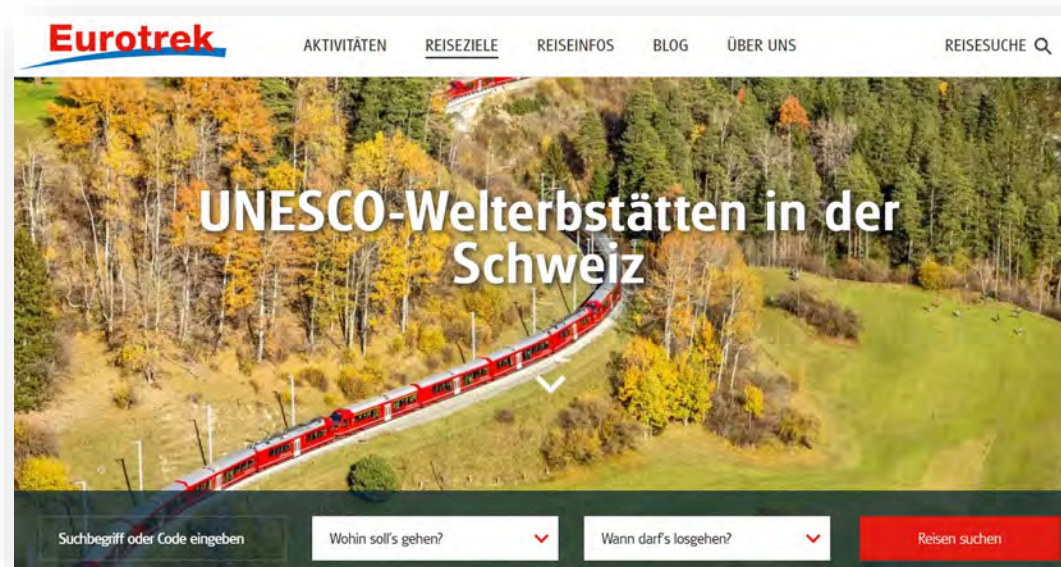 Eurotrek
AKTIVITÄTEN REISEZIELE REISEINFOS BLOG ÜBER UNS REISESUCHE
UNESCO-Welterbstätten in der
Schweiz
Suchbegriff oder Code eingeben Wohin soll's gehen? Wann darf's losgehen? Reisen suchen